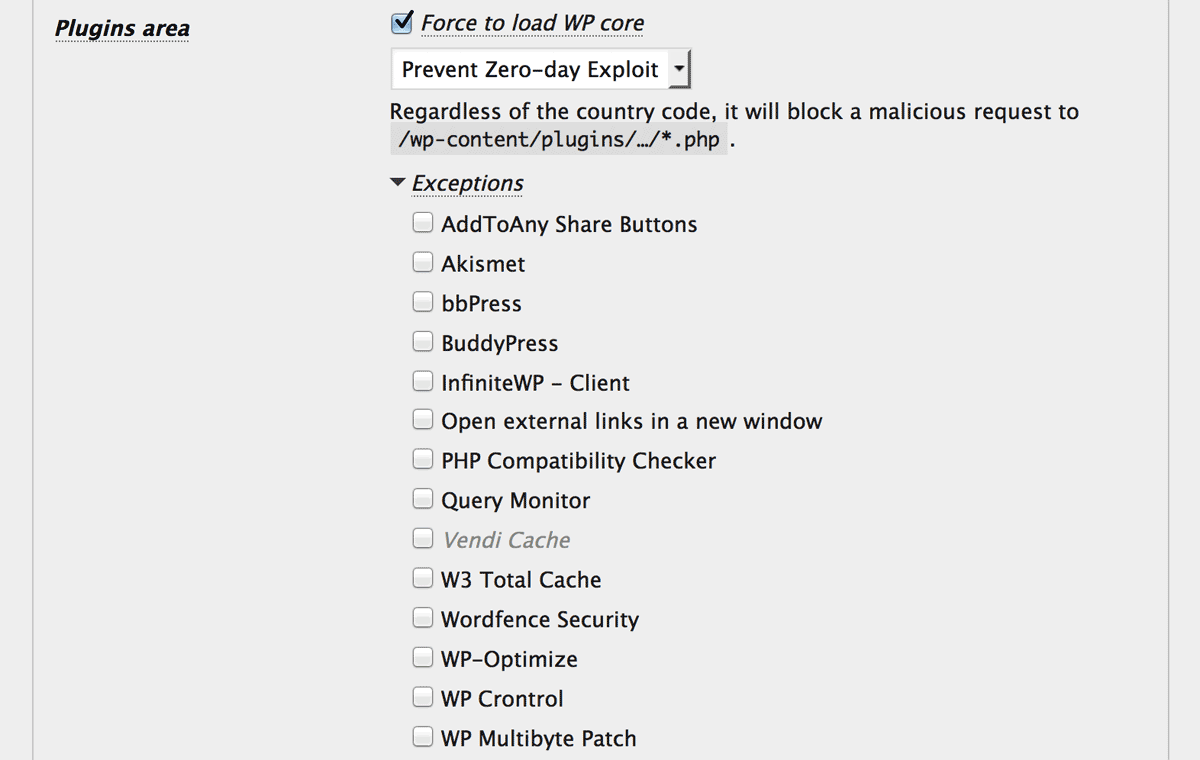 Plugins area
Force to load WP core
Prevent Zero-day Exploit
Regardless of the country code, it will block a malicious request to
/wp-content/plugins/…/*.php .
Exceptions
AddToAny Share Buttons
Akismet
bbPress
BuddyPress
InfiniteWP – Client
Open external links in a new window
PHP Compatibility Checker
Query Monitor
Vendi Cache
W3 Total Cache
Wordfence Security
WP-Optimize
WP Crontrol
WP Multibyte Patch